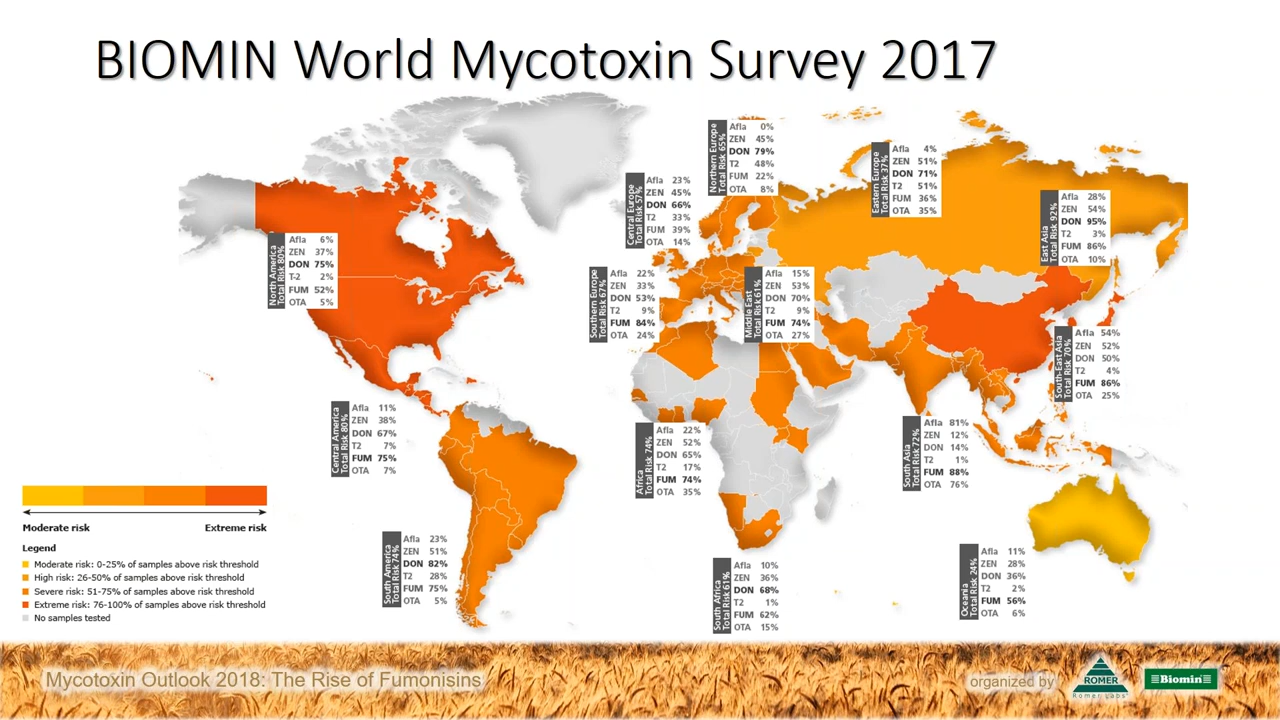 BIOMIN World Mycotoxin Survey 2017
Northern Europe
Total Risk 65%
Afla 0%
ZEN 45%
DON 79%
T2 48%
FUM 22%
OTA 8%
Eastern Europe
Total Risk 37%
Afla 4%
ZEN 51%
DON 71%
T2 51%
FUM 36%
OTA 35%
Central Europe
Total Risk 57%
Afla 23%
ZEN 45%
DON 66%
T2 33%
FUM 39%
OTA 14%
East Asia
Total Risk 92%
Afla 28%
ZEN 54%
DON 95%
T2 3%
FUM 86%
OTA 10%
North America
Total Risk 80%
Afla 6%
ZEN 37%
DON 75%
T-2 2%
FUM 52%
OTA 5%
Southern Europe
Total Risk 67%
Afla 22%
ZEN 33%
DON 53%
T2 9%
FUM 84%
OTA 24%
Middle East
Total Risk 61%
Afla 15%
ZEN 53%
DON 70%
T2 9%
FUM 74%
OTA 27%
South-East Asia
Total Risk 70%
Afla 54%
ZEN 52%
DON 50%
T2 4%
FUM 86%
OTA 25%
Central America
Total Risk 80%
Afla 11%
ZEN 38%
DON 67%
T2 7%
FUM 75%
OTA 7%
Africa
Total Risk 74%
Afla 22%
ZEN 52%
DON 65%
T2 17%
FUM 74%
OTA 35%
South Asia
Total Risk 72%
Afla 81%
ZEN 12%
DON 14%
T2 1%
FUM 88%
OTA 76%
South America
Total Risk 74%
Afla 23%
ZEN 51%
DON 82%
T2 28%
FUM 75%
OTA 5%
South Africa
Total Risk 61%
Afla 10%
ZEN 36%
DON 68%
T2 1%
FUM 62%
OTA 15%
Oceania
Total Risk 24%
Afla 11%
ZEN 28%
DON 36%
T2 2%
FUM 56%
OTA 6%
Moderate risk Extreme risk
Legend
Moderate risk: 0-25% of samples above risk threshold
High risk: 26-50% of samples above risk threshold
Severe risk: 51-75% of samples above risk threshold
Extreme risk: 76-100% of samples above risk threshold
No samples tested
Mycotoxin Outlook 2018: The Rise of Fumonisins
organized by
ROMER
Romer Labs®
Biomin®